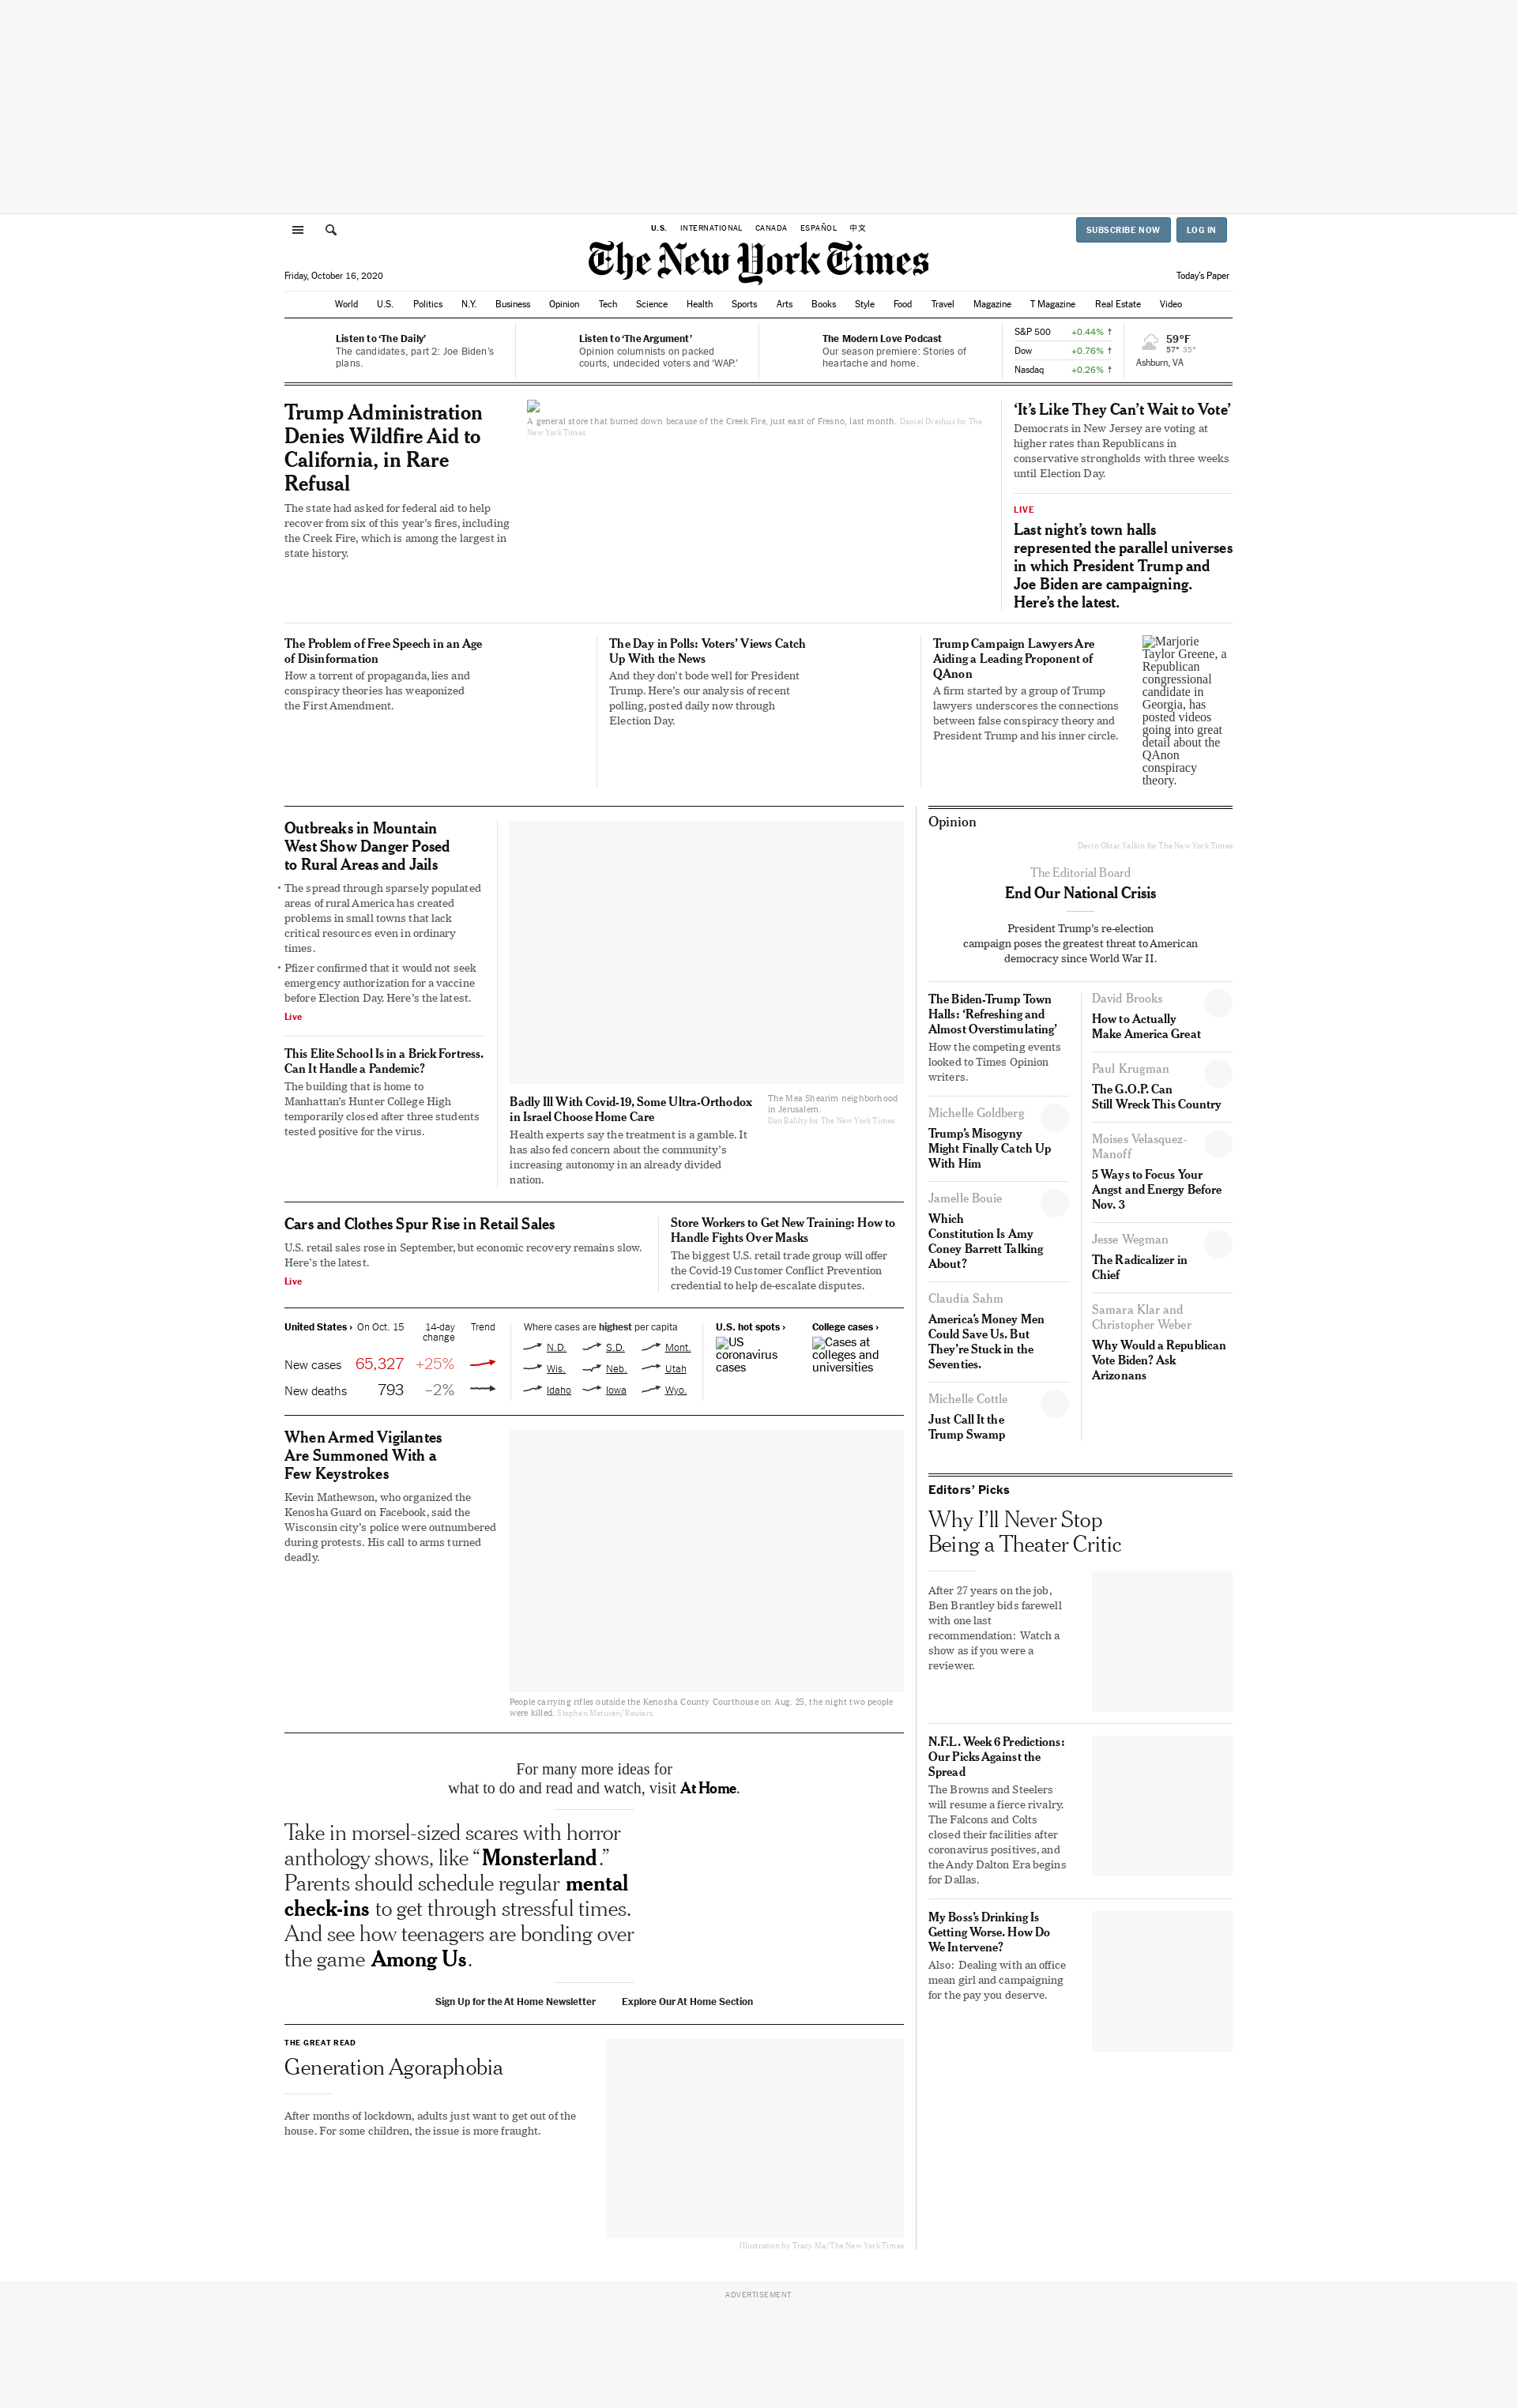 U.S. INTERNATIONAL CANADA ESPAÑOL 中文
SUBSCRIBE NOW LOG IN
The New York Times
Friday, October 16, 2020
Today's Paper
World U.S. Politics N.Y. Business Opinion Tech Science Health Sports Arts Books Style Food Travel Magazine T Magazine Real Estate Video
Listen to ‘The Daily’
The candidates, part 2: Joe Biden’s
plans.
Listen to ‘The Argument’
Opinion columnists on packed
courts, undecided voters and ‘WAP.’
The Modern Love Podcast
Our season premiere: Stories of
heartache and home.
S&P 500 +0.44% ↑
Dow +0.76% ↑
Nasdaq +0.26% ↑
59°F
57° 35°
Ashburn, VA
Trump Administration
Denies Wildfire Aid to
California, in Rare
Refusal
The state had asked for federal aid to help
recover from six of this year’s fires, including
the Creek Fire, which is among the largest in
state history.
A general store that burned down because of the Creek Fire, just east of Fresno, last month. Daniel Dreifuss for The
New York Times
‘It’s Like They Can’t Wait to Vote’
Democrats in New Jersey are voting at
higher rates than Republicans in
conservative strongholds with three weeks
until Election Day.
LIVE
Last night’s town halls
represented the parallel universes
in which President Trump and
Joe Biden are campaigning.
Here’s the latest.
The Problem of Free Speech in an Age
of Disinformation
How a torrent of propaganda, lies and
conspiracy theories has weaponized
the First Amendment.
The Day in Polls: Voters’ Views Catch
Up With the News
And they don’t bode well for President
Trump. Here’s our analysis of recent
polling, posted daily now through
Election Day.
Trump Campaign Lawyers Are
Aiding a Leading Proponent of
QAnon
A firm started by a group of Trump
lawyers underscores the connections
between false conspiracy theory and
President Trump and his inner circle.
Marjorie
Taylor Greene, a
Republican
congressional
candidate in
Georgia, has
posted videos
going into great
detail about the
QAnon
conspiracy
theory.
Outbreaks in Mountain
West Show Danger Posed
to Rural Areas and Jails
• The spread through sparsely populated
areas of rural America has created
problems in small towns that lack
critical resources even in ordinary
times.
• Pfizer confirmed that it would not seek
emergency authorization for a vaccine
before Election Day. Here’s the latest.
Live
This Elite School Is in a Brick Fortress.
Can It Handle a Pandemic?
The building that is home to
Manhattan’s Hunter College High
temporarily closed after three students
tested positive for the virus.
Badly Ill With Covid-19, Some Ultra-Orthodox
in Israel Choose Home Care
Health experts say the treatment is a gamble. It
has also fed concern about the community’s
increasing autonomy in an already divided
nation.
The Mea Shearim neighborhood
in Jerusalem.
Dan Balilty for The New York Times
Cars and Clothes Spur Rise in Retail Sales
U.S. retail sales rose in September, but economic recovery remains slow.
Here’s the latest.
Live
Store Workers to Get New Training: How to
Handle Fights Over Masks
The biggest U.S. retail trade group will offer
the Covid-19 Customer Conflict Prevention
credential to help de-escalate disputes.
United States › On Oct. 15 14-day
change Trend
New cases 65,327 +25%
New deaths 793 –2%
Where cases are highest per capita
N.D. S.D. Mont.
Wis. Neb. Utah
Idaho Iowa Wyo.
U.S. hot spots ›
US
coronavirus
cases
College cases ›
Cases at
colleges and
universities
When Armed Vigilantes
Are Summoned With a
Few Keystrokes
Kevin Mathewson, who organized the
Kenosha Guard on Facebook, said the
Wisconsin city’s police were outnumbered
during protests. His call to arms turned
deadly.
People carrying rifles outside the Kenosha County Courthouse on Aug. 25, the night two people
were killed. Stephen Maturen/Reuters
For many more ideas for
what to do and read and watch, visit At Home.
Take in morsel-sized scares with horror
anthology shows, like “Monsterland.”
Parents should schedule regular mental
check-ins to get through stressful times.
And see how teenagers are bonding over
the game Among Us.
Sign Up for the At Home Newsletter Explore Our At Home Section
THE GREAT READ
Generation Agoraphobia
After months of lockdown, adults just want to get out of the
house. For some children, the issue is more fraught.
Illustration by Tracy Ma/The New York Times
Opinion
Devin Oktar Yalkin for The New York Times
The Editorial Board
End Our National Crisis
President Trump’s re-election
campaign poses the greatest threat to American
democracy since World War II.
The Biden-Trump Town
Halls: ‘Refreshing and
Almost Overstimulating’
How the competing events
looked to Times Opinion
writers.
Michelle Goldberg
Trump’s Misogyny
Might Finally Catch Up
With Him
Jamelle Bouie
Which
Constitution Is Amy
Coney Barrett Talking
About?
Claudia Sahm
America’s Money Men
Could Save Us. But
They’re Stuck in the
Seventies.
Michelle Cottle
Just Call It the
Trump Swamp
David Brooks
How to Actually
Make America Great
Paul Krugman
The G.O.P. Can
Still Wreck This Country
Moises Velasquez-
Manoff
5 Ways to Focus Your
Angst and Energy Before
Nov. 3
Jesse Wegman
The Radicalizer in
Chief
Samara Klar and
Christopher Weber
Why Would a Republican
Vote Biden? Ask
Arizonans
Editors’ Picks
Why I’ll Never Stop
Being a Theater Critic
After 27 years on the job,
Ben Brantley bids farewell
with one last
recommendation: Watch a
show as if you were a
reviewer.
N.F.L. Week 6 Predictions:
Our Picks Against the
Spread
The Browns and Steelers
will resume a fierce rivalry.
The Falcons and Colts
closed their facilities after
coronavirus positives, and
the Andy Dalton Era begins
for Dallas.
My Boss’s Drinking Is
Getting Worse. How Do
We Intervene?
Also: Dealing with an office
mean girl and campaigning
for the pay you deserve.
ADVERTISEMENT